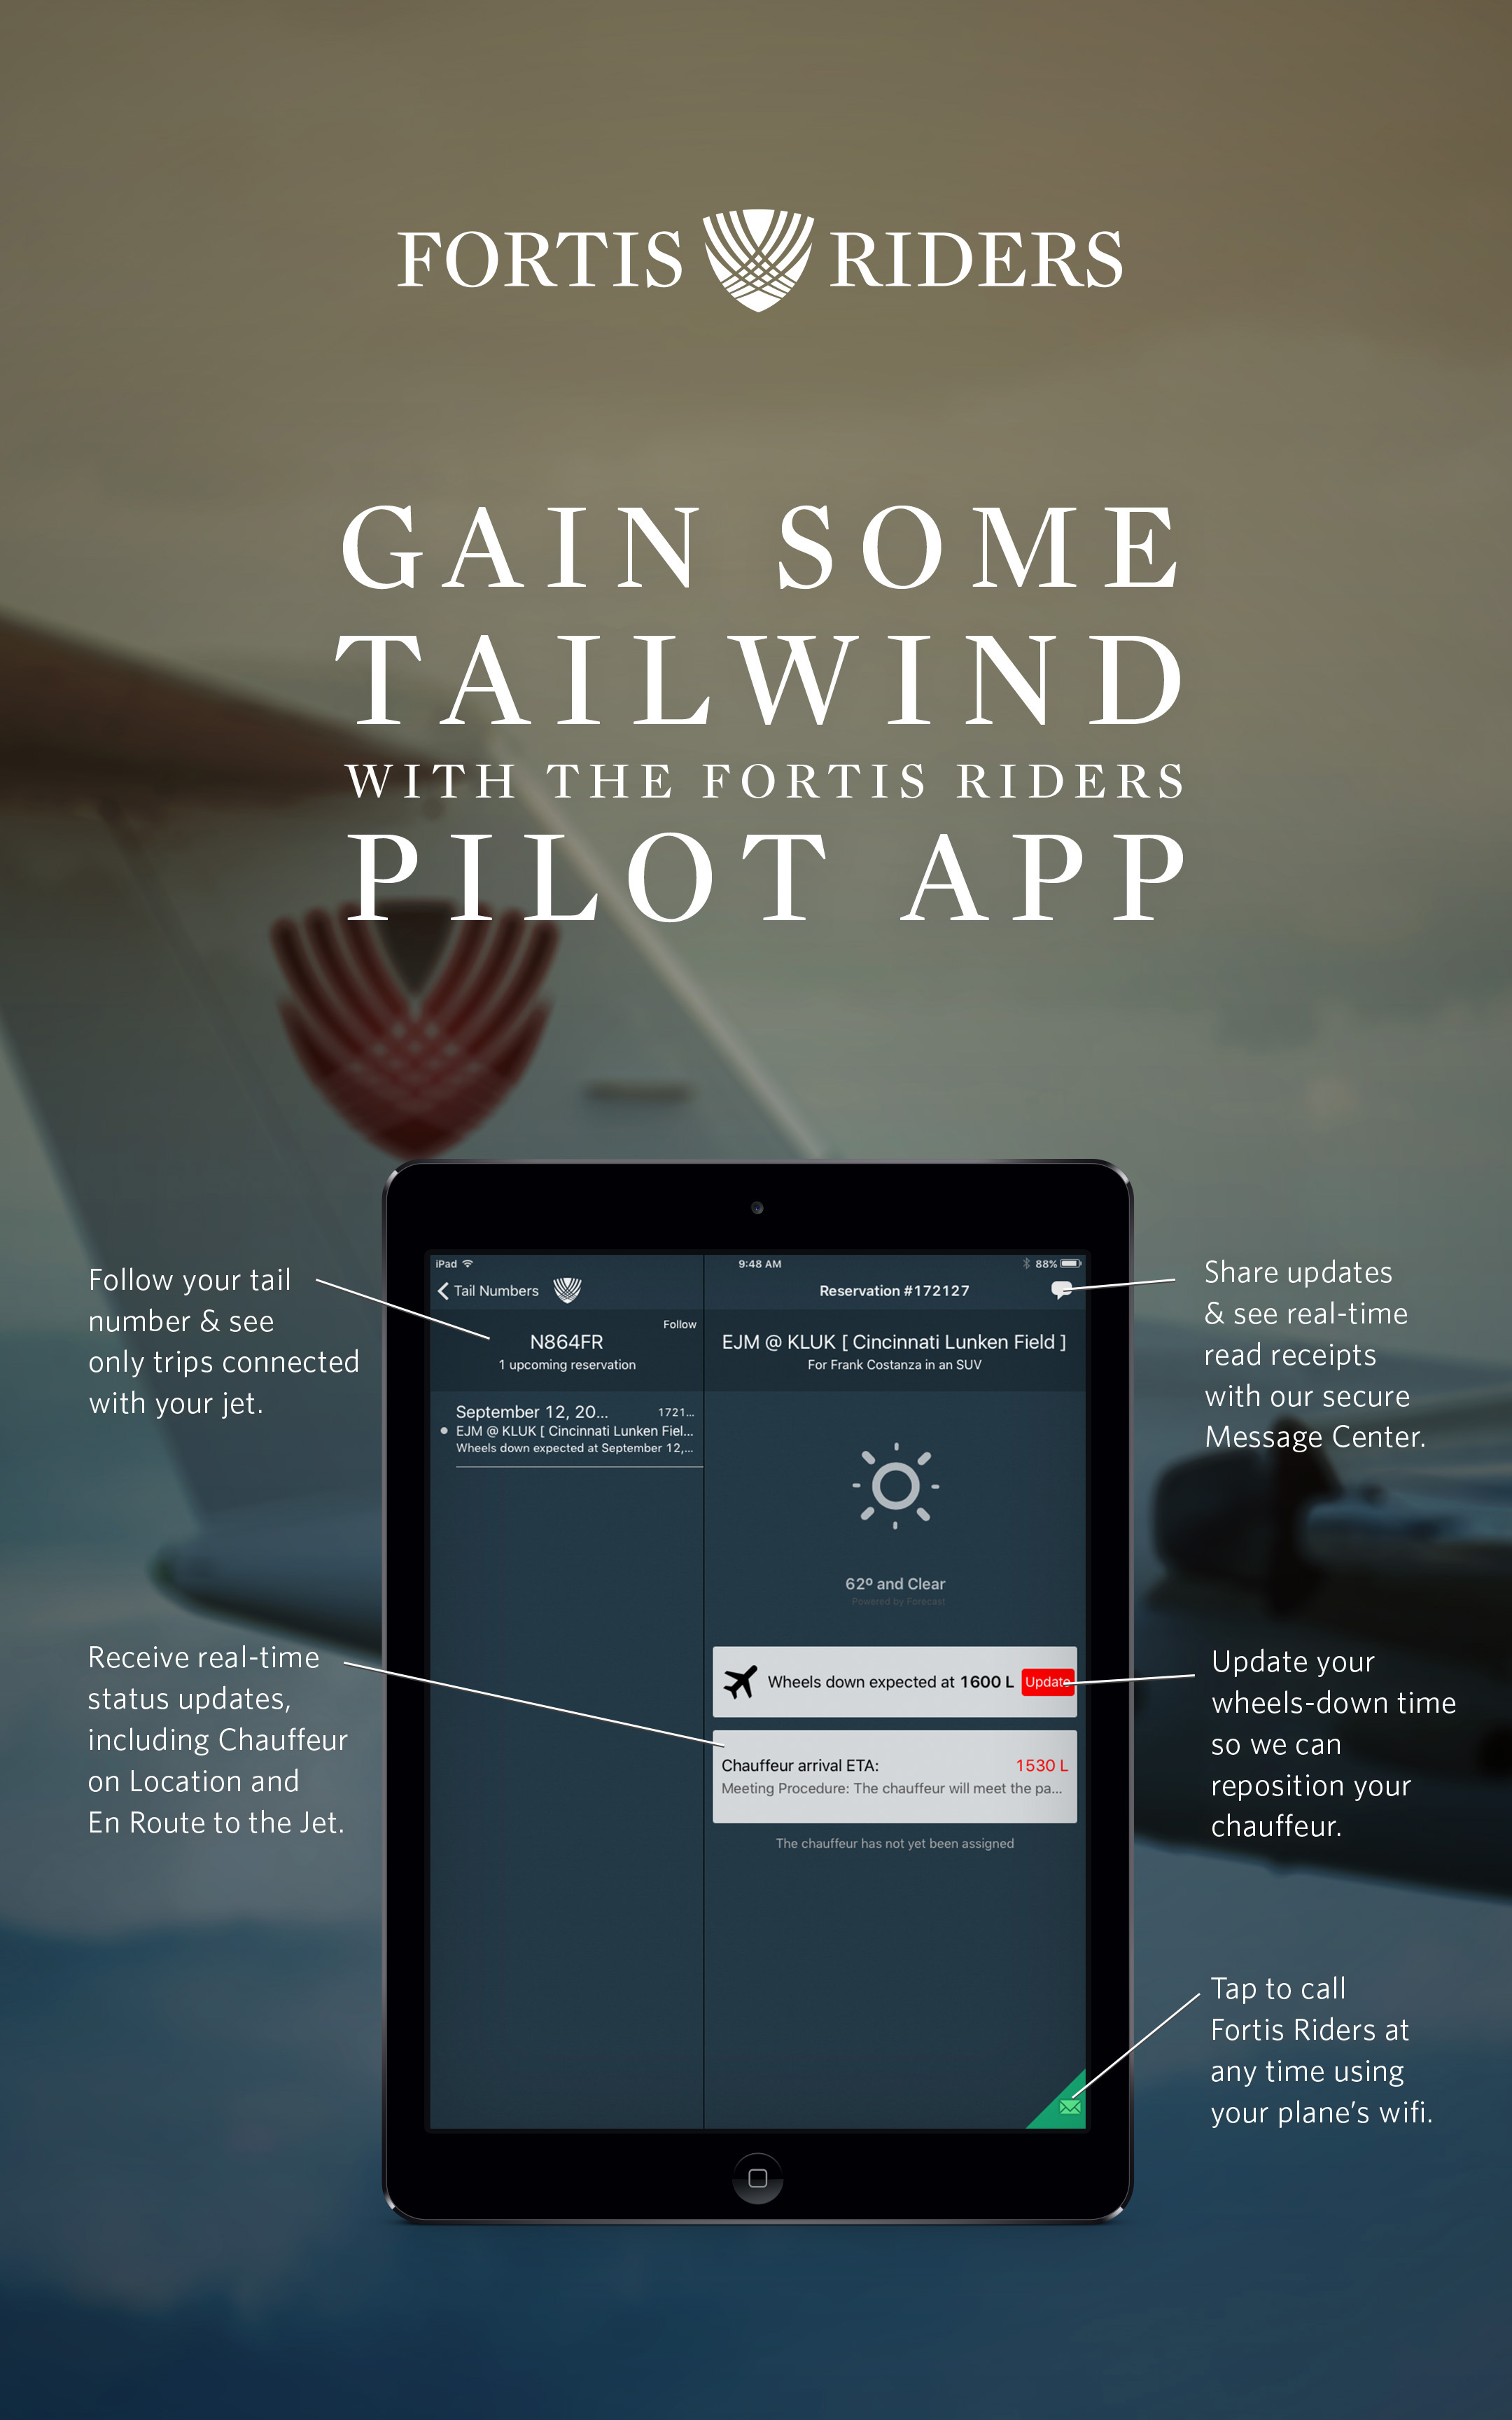 FORTIS RIDERS
GAIN SOME
TAILWIND
WITH THE FORTIS RIDERS
PILOT APP
Follow your tail
number & see
only trips connected
with your jet.
Receive real-time
status updates,
including Chauffeur
on Location and
En Route to the Jet.
iPad
9:48 AM
88%
Tail Numbers
Reservation #172127
Follow
N864FR
1 upcoming reservation
September 12, 20...
1721...
EJM @ KLUK [ Cincinnati Lunken Fiel...
Wheels down expected at September 12,...
EJM @ KLUK [ Cincinnati Lunken Field ]
For Frank Costanza in an SUV
62º and Clear
Powered by Forecast
Wheels down expected at 1600 L
Update
Chauffeur arrival ETA:
1530 L
Meeting Procedure: The chauffeur will meet the pa...
The chauffeur has not yet been assigned
Share updates
& see real-time
read receipts
with our secure
Message Center.
Update your
wheels-down time
so we can
reposition your
chauffeur.
Tap to call
Fortis Riders at
any time using
your plane's wifi.